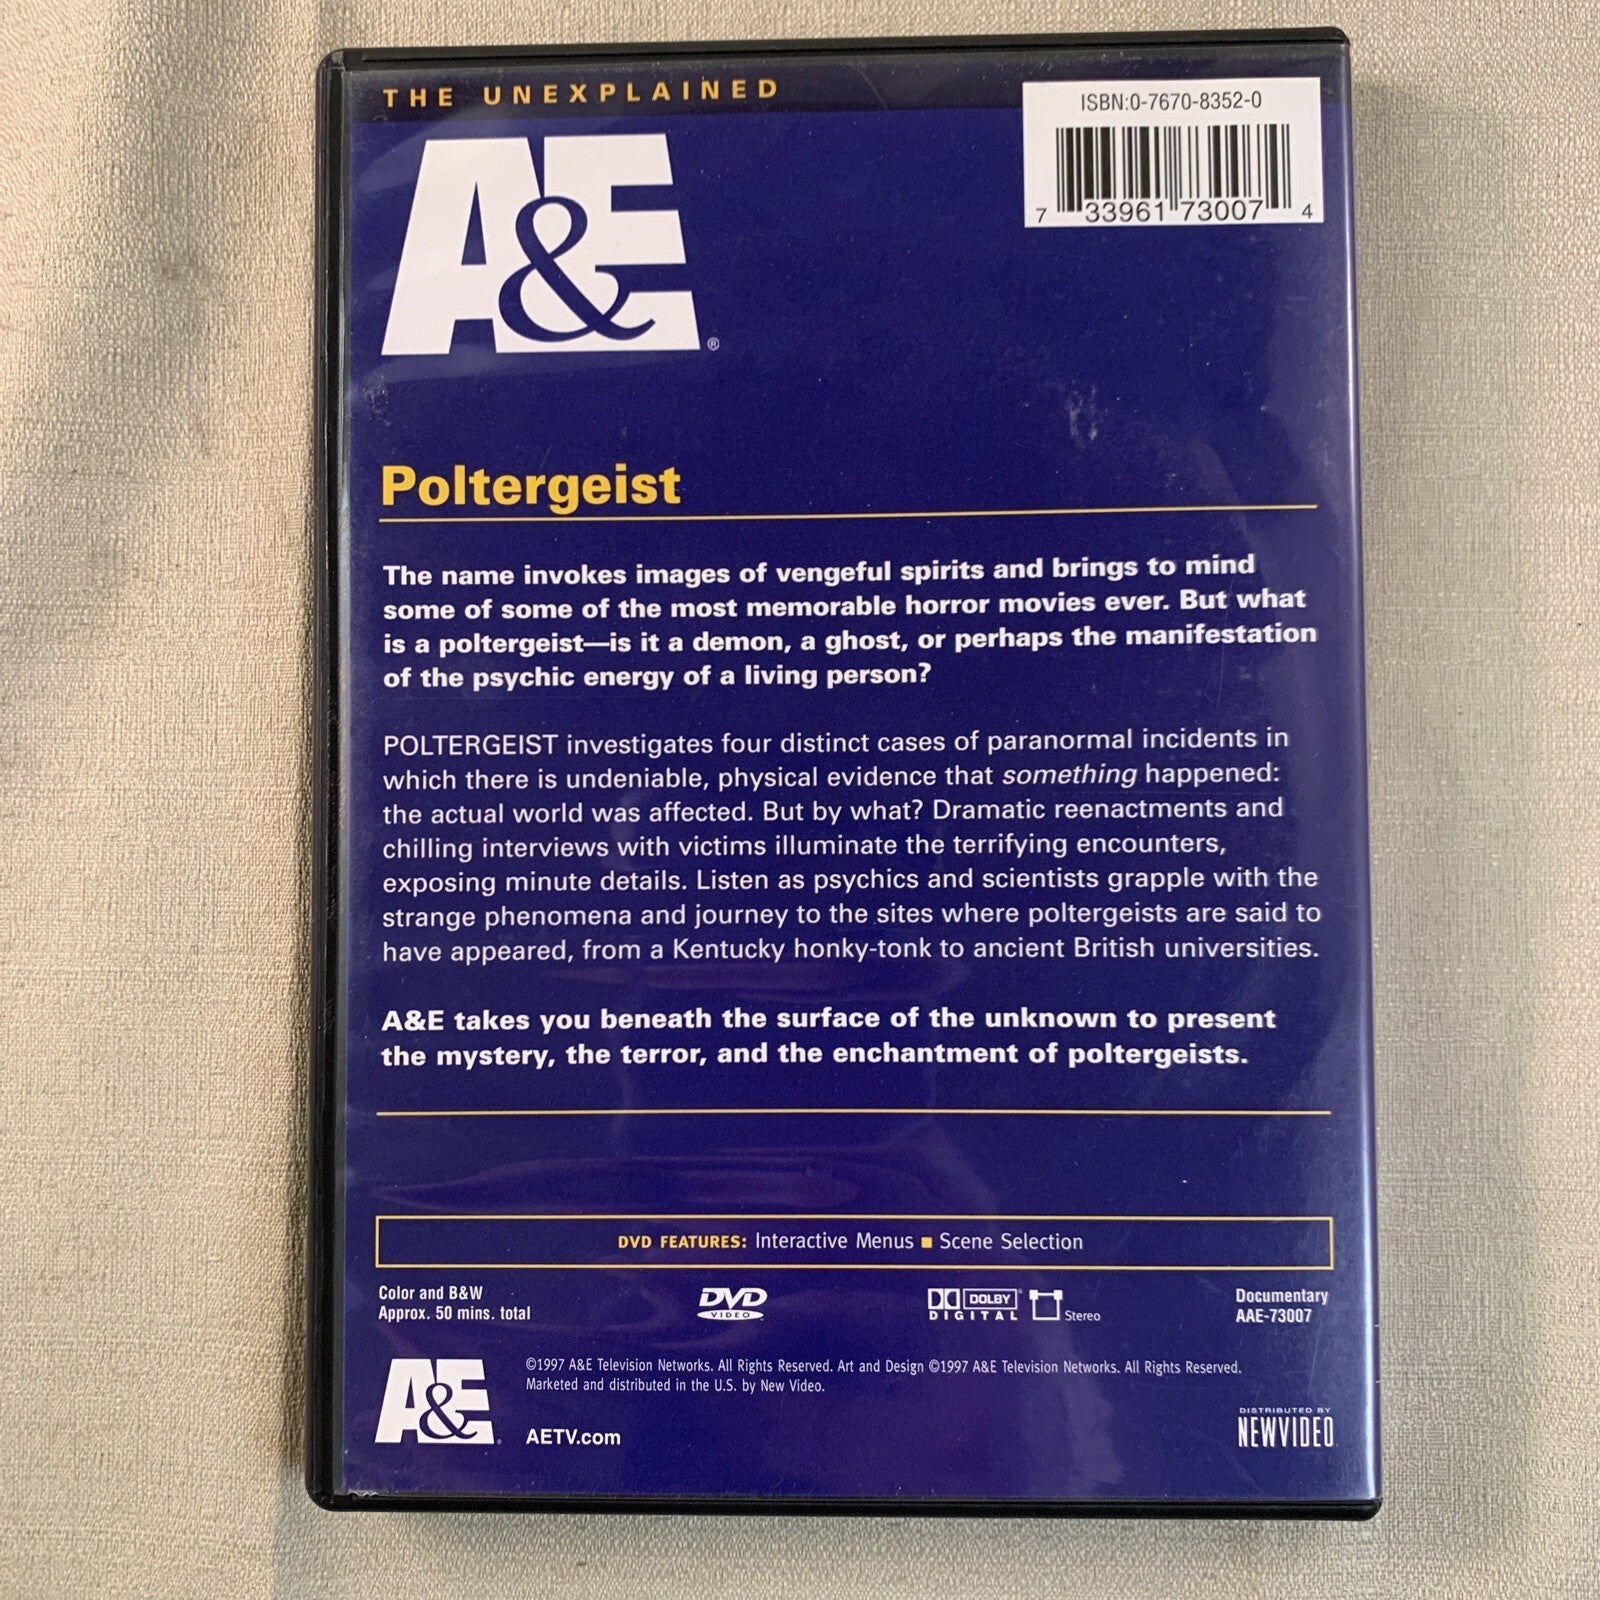 THE UNEXPLAINED
ISBN:0-7670-8352-0
7 33961 73007 4
A&E®
Poltergeist
The name invokes images of vengeful spirits and brings to mind
some of some of the most memorable horror movies ever. But what
is a poltergeist—is it a demon, a ghost, or perhaps the manifestation
of the psychic energy of a living person?
POLTERGEIST investigates four distinct cases of paranormal incidents in
which there is undeniable, physical evidence that something happened:
the actual world was affected. But by what? Dramatic reenactments and
chilling interviews with victims illuminate the terrifying encounters,
exposing minute details. Listen as psychics and scientists grapple with the
strange phenomena and journey to the sites where poltergeists are said to
have appeared, from a Kentucky honky-tonk to ancient British universities.
A&E takes you beneath the surface of the unknown to present
the mystery, the terror, and the enchantment of poltergeists.
DVD FEATURES: Interactive Menus ■ Scene Selection
Color and B&W
Approx. 50 mins. total
DVD
VIDEO
DOLBY®
DIGITAL
Stereo
Documentary
AAE-73007
A&E®
©1997 A&E Television Networks. All Rights Reserved. Art and Design ©1997 A&E Television Networks. All Rights Reserved.
Marketed and distributed in the U.S. by New Video.
AETV.com
DISTRIBUTED BY
NEWVIDEO